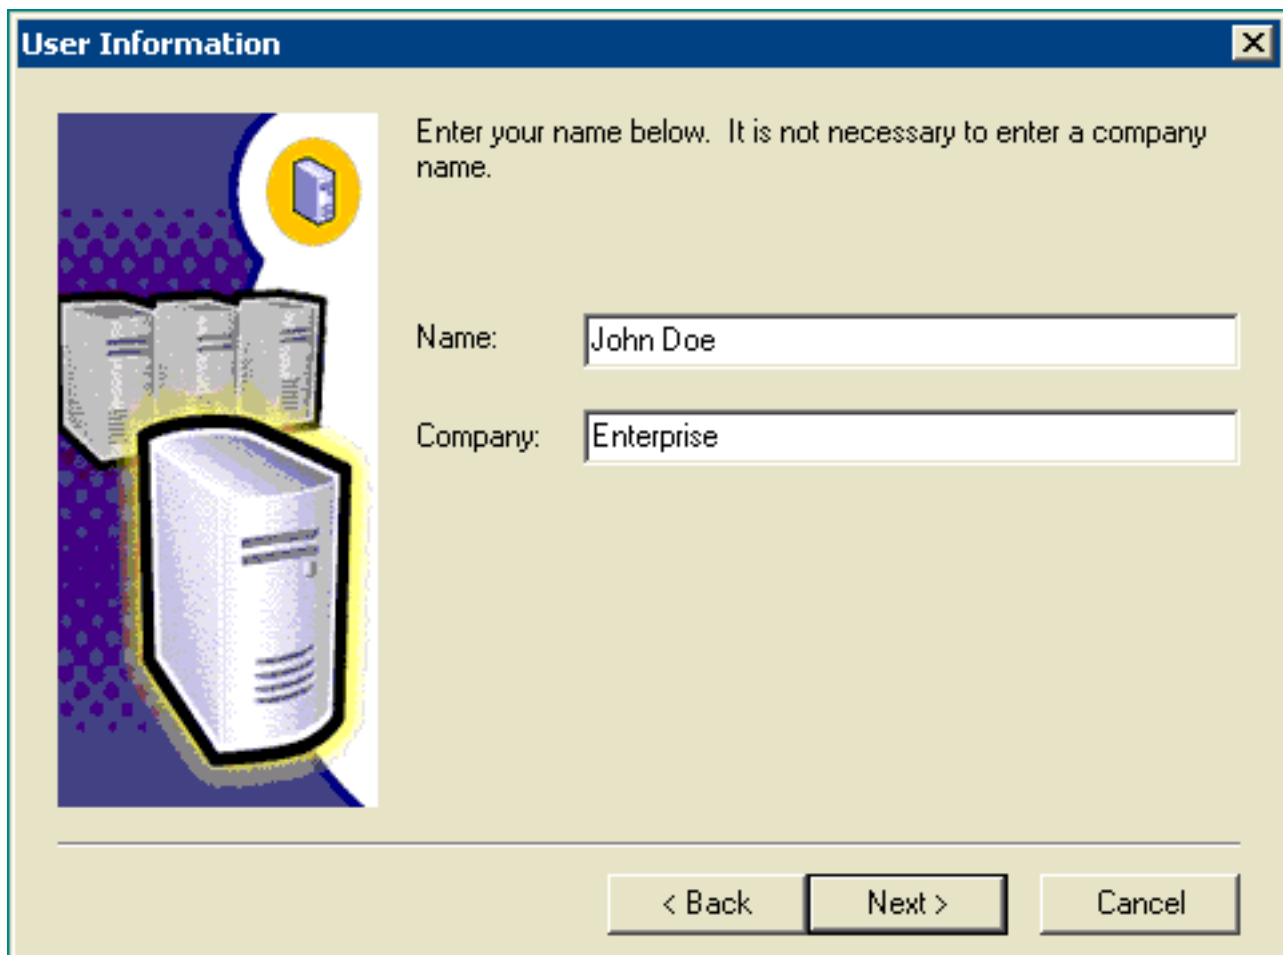 User Information
Enter your name below.  It is not necessary to enter a company
name.
Name:
John Doe
Company:
Enterprise
< Back
Next >
Cancel